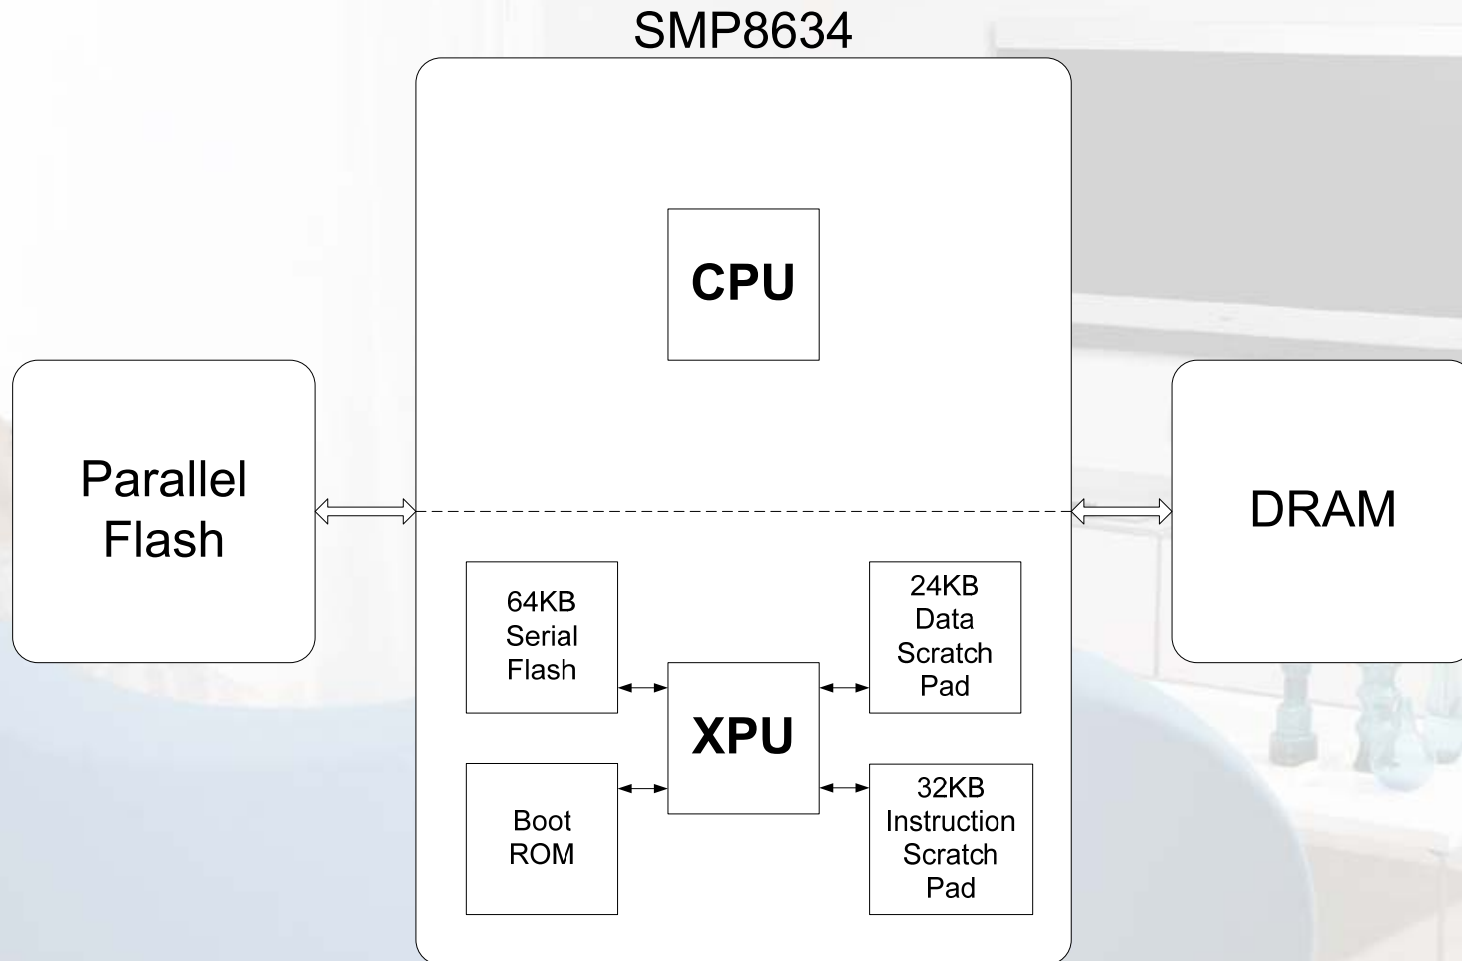 SMP8634
CPU
Parallel
Flash
DRAM
64KB
Serial
Flash
24KB
Data
Scratch
Pad
XPU
Boot
ROM
32KB
Instruction
Scratch
Pad